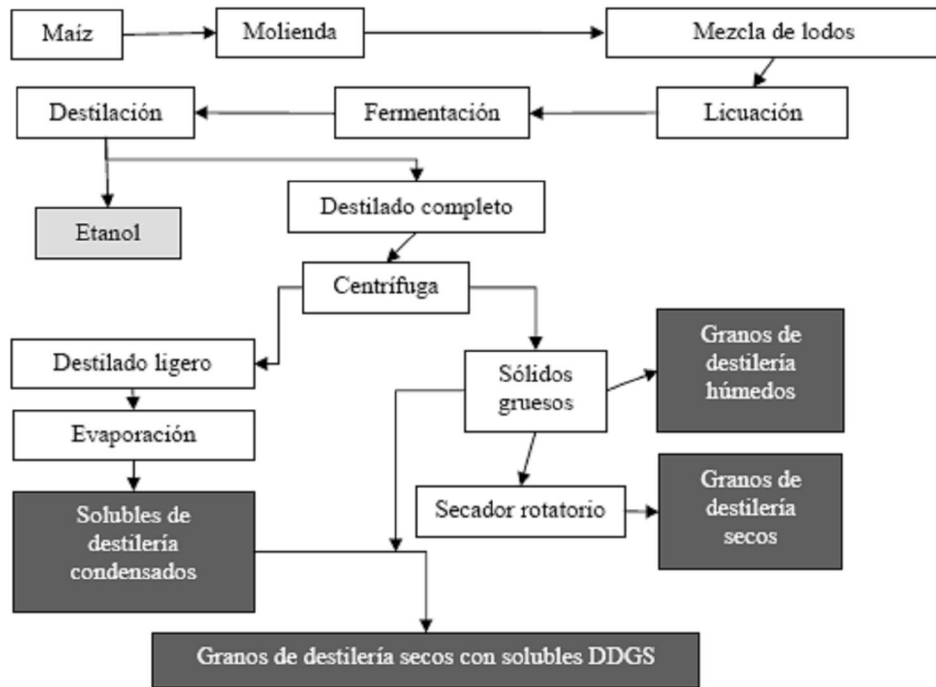 Maíz
Molienda
Mezcla de lodos
Destilación
Fermentación
Licuación
Etanol
Destilado completo
Centrífuga
Destilado ligero
Sólidos
gruesos
Granos de
destilería
húmedos
Evaporación
Solubles de
destilería
condensados
Secador rotatorio
Granos de
destilería
secos
Granos de destilería secos con solubles DDGS